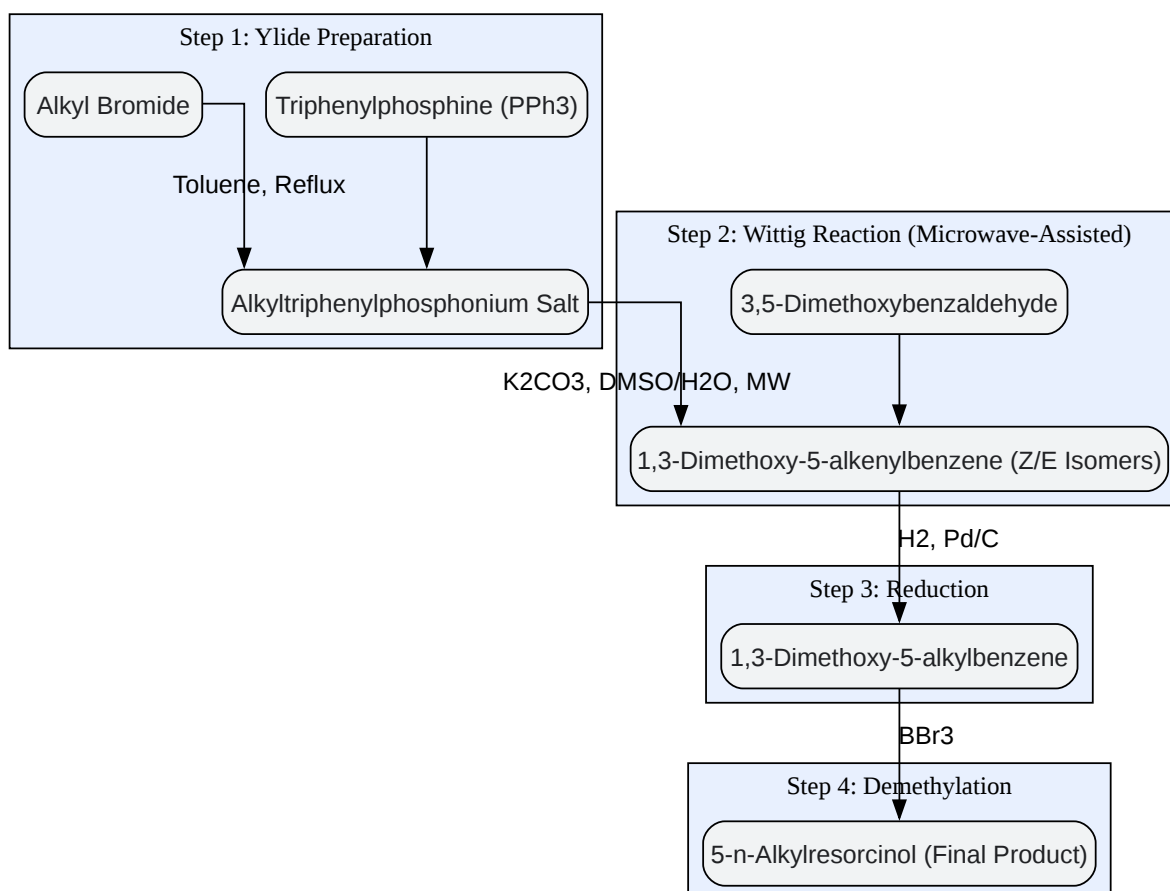 Step 1: Ylide Preparation
Alkyl Bromide
Triphenylphosphine (PPh3)
Toluene, Reflux
Alkyltriphenylphosphonium Salt
Step 2: Wittig Reaction (Microwave-Assisted)
3,5-Dimethoxybenzaldehyde
K2CO3, DMSO/H2O, MW
1,3-Dimethoxy-5-alkenylbenzene (Z/E Isomers)
H2, Pd/C
Step 3: Reduction
1,3-Dimethoxy-5-alkylbenzene
BBr3
Step 4: Demethylation
5-n-Alkylresorcinol (Final Product)